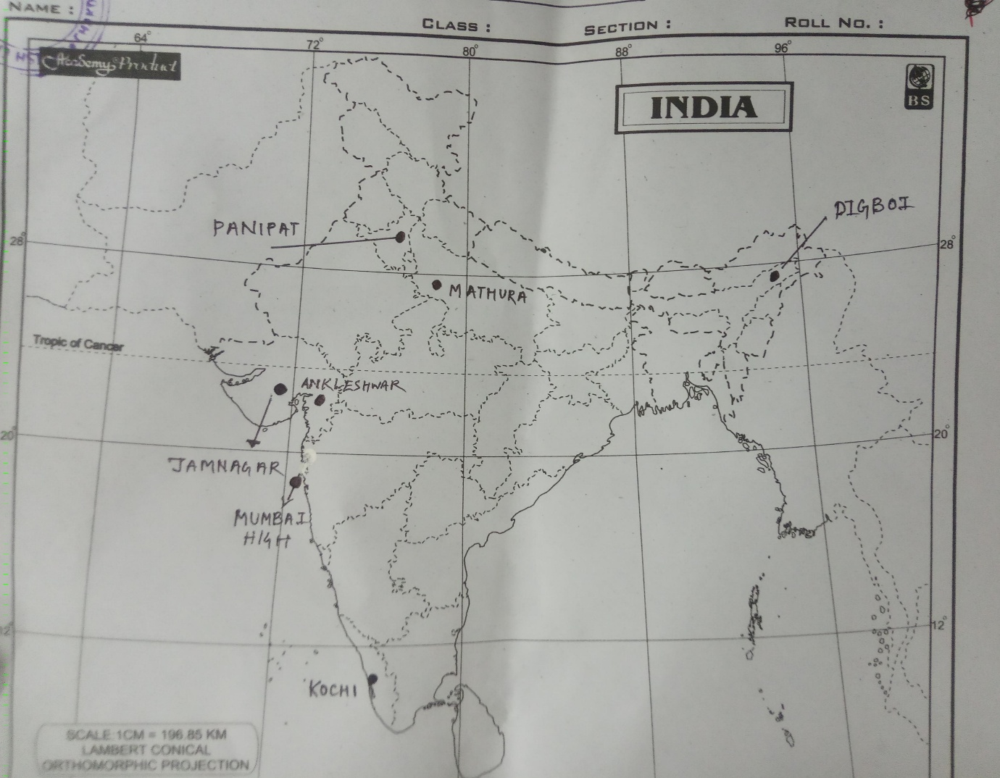 NAME :
CLASS :
SECTION :
ROLL NO. :
64°
72°
80°
88°
96°
Academy Product
INDIA
BS
DIGBOI
PANIPAT
28°
28°
MATHURA
Tropic of Cancer
ANKLESHWAR
20°
20°
JAMNAGAR
MUMBAI
HIGH
12°
12°
KOCHI
SCALE:1CM = 196.85 KM
LAMBERT CONICAL
ORTHOMORPHIC PROJECTION